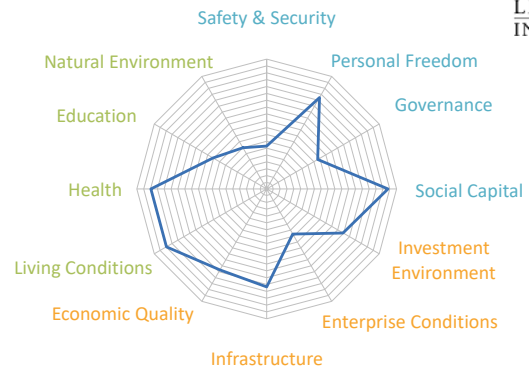 Safety & Security
Natural Environment
Personal Freedom
Education
Governance
Health
Social Capital
Investment
Environment
Living Conditions
Economic Quality
Enterprise Conditions
Infrastructure